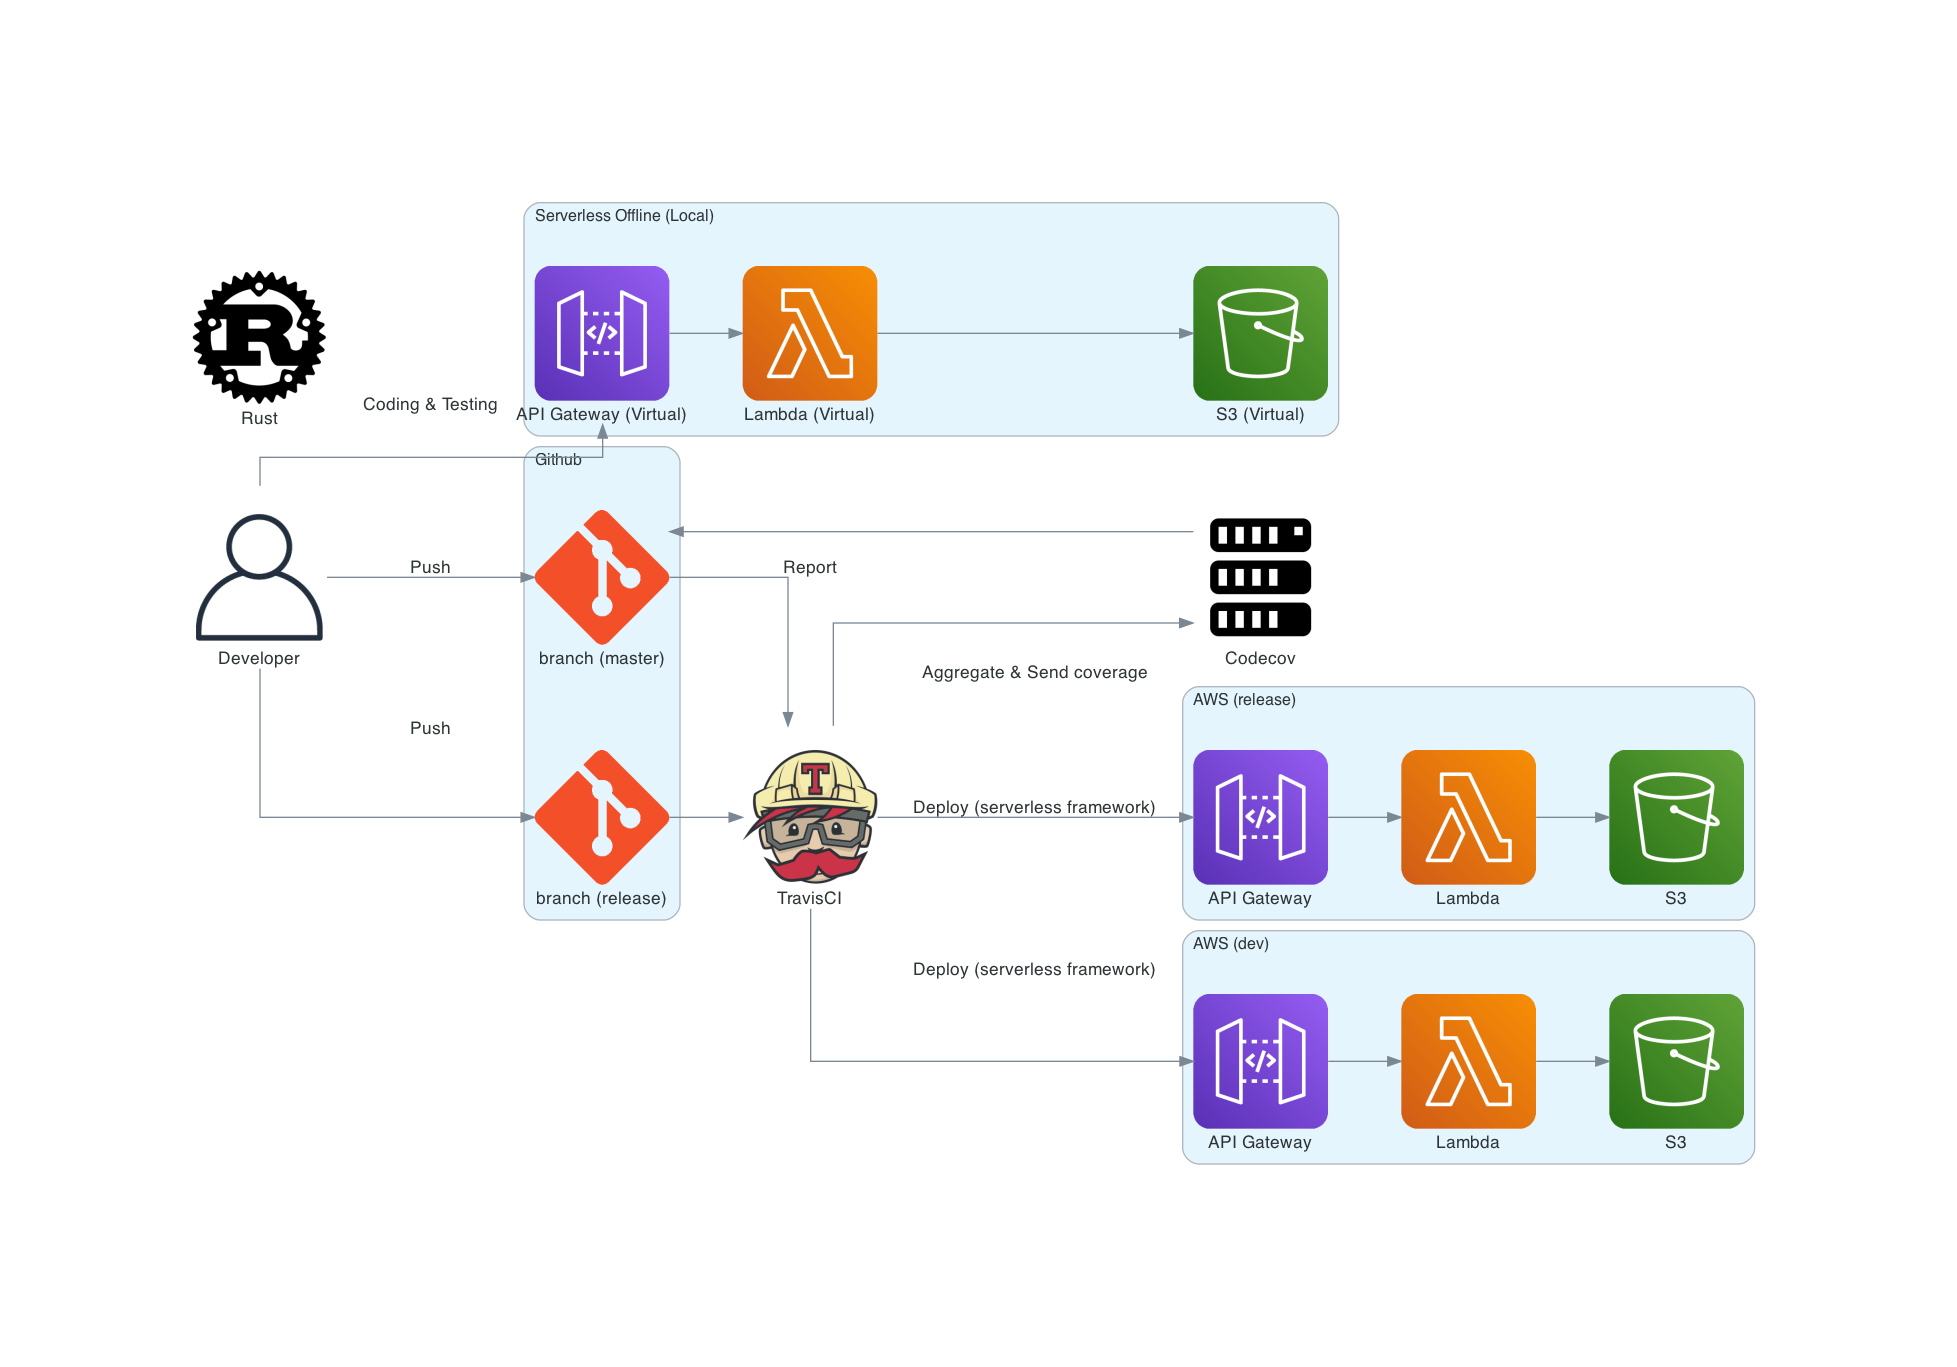 Serverless Offline (Local)
Rust
Coding & Testing
API Gateway (Virtual)
Lambda (Virtual)
S3 (Virtual)
Github
Push
Report
Developer
branch (master)
Codecov
Aggregate & Send coverage
AWS (release)
Push
T
Deploy (serverless framework)
branch (release)
TravisCI
API Gateway
Lambda
S3
AWS (dev)
Deploy (serverless framework)
API Gateway
Lambda
S3